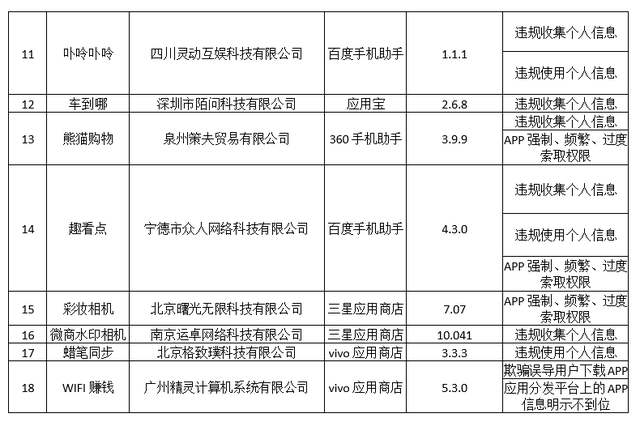 11 卟呤卟呤 四川灵动互娱科技有限公司 百度手机助手 1.1.1 违规收集个人信息
违规使用个人信息
12 车到哪 深圳市陌问科技有限公司 应用宝 2.6.8 违规收集个人信息
13 熊猫购物 泉州策夫贸易有限公司 360 手机助手 3.9.9 违规收集个人信息
APP 强制、频繁、过度
索取权限
14 趣看点 宁德市众人网络科技有限公司 百度手机助手 4.3.0 违规收集个人信息
违规使用个人信息
APP 强制、频繁、过度
索取权限
15 彩妆相机 北京曙光无限科技有限公司 三星应用商店 7.07 APP 强制、频繁、过度
索取权限
16 微商水印相机 南京运卓网络科技有限公司 三星应用商店 10.041 违规收集个人信息
17 蜡笔同步 北京格致璞科技有限公司 vivo 应用商店 3.3.3 违规使用个人信息
18 WIFI 赚钱 广州精灵计算机系统有限公司 vivo 应用商店 5.3.0 欺骗误导用户下载 APP
应用分发平台上的 APP
信息明示不到位